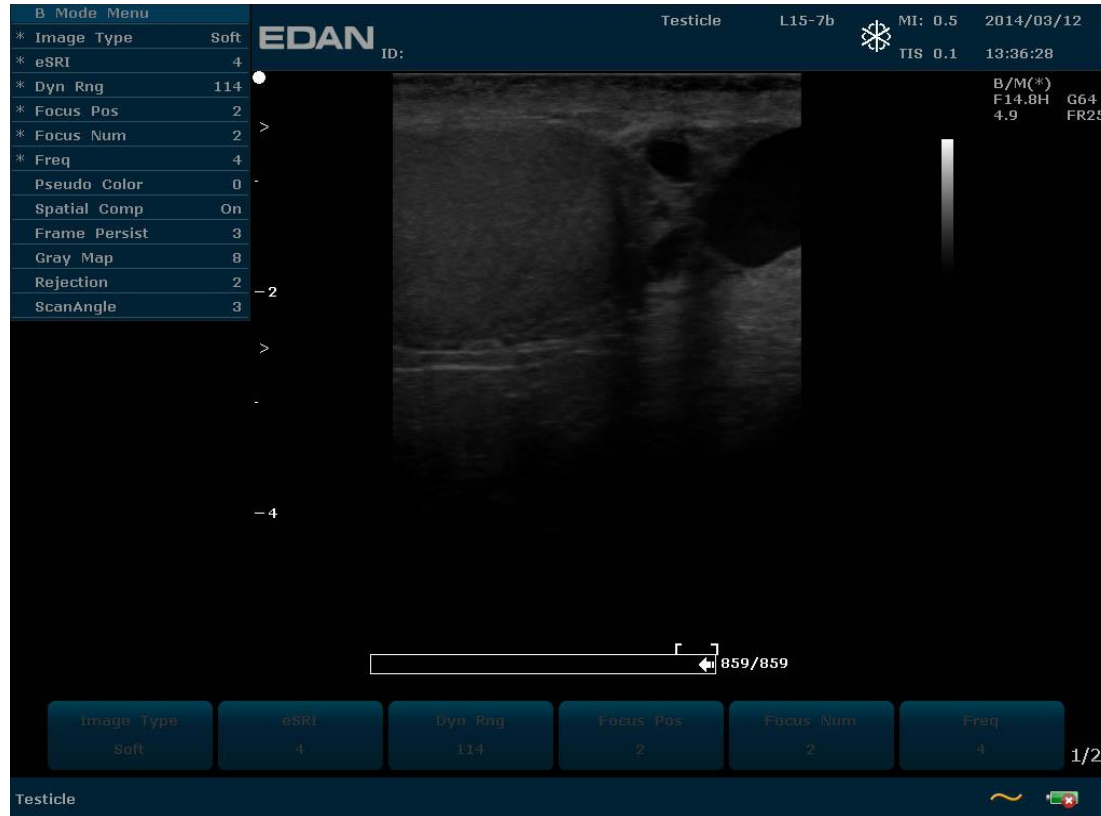 B Mode Menu
* Image Type Soft
* eSRI 4
* Dyn Rng 114
* Focus Pos 2
* Focus Num 2
* Freq 4
Pseudo Color 0
Spatial Comp On
Frame Persist 3
Gray Map 8
Rejection 2
ScanAngle 3
EDAN
ID:
Testicle L15-7b MI: 0.5 2014/03/12
TIS 0.1 13:36:28
B/M(*)
F14.8H G64
4.9 FR25
>
-2
>
-4
859/859
Image Type eSRI Dyn Rng Focus Pos Focus Num Freq
Soft 4 114 2 2 4
1/2
Testicle